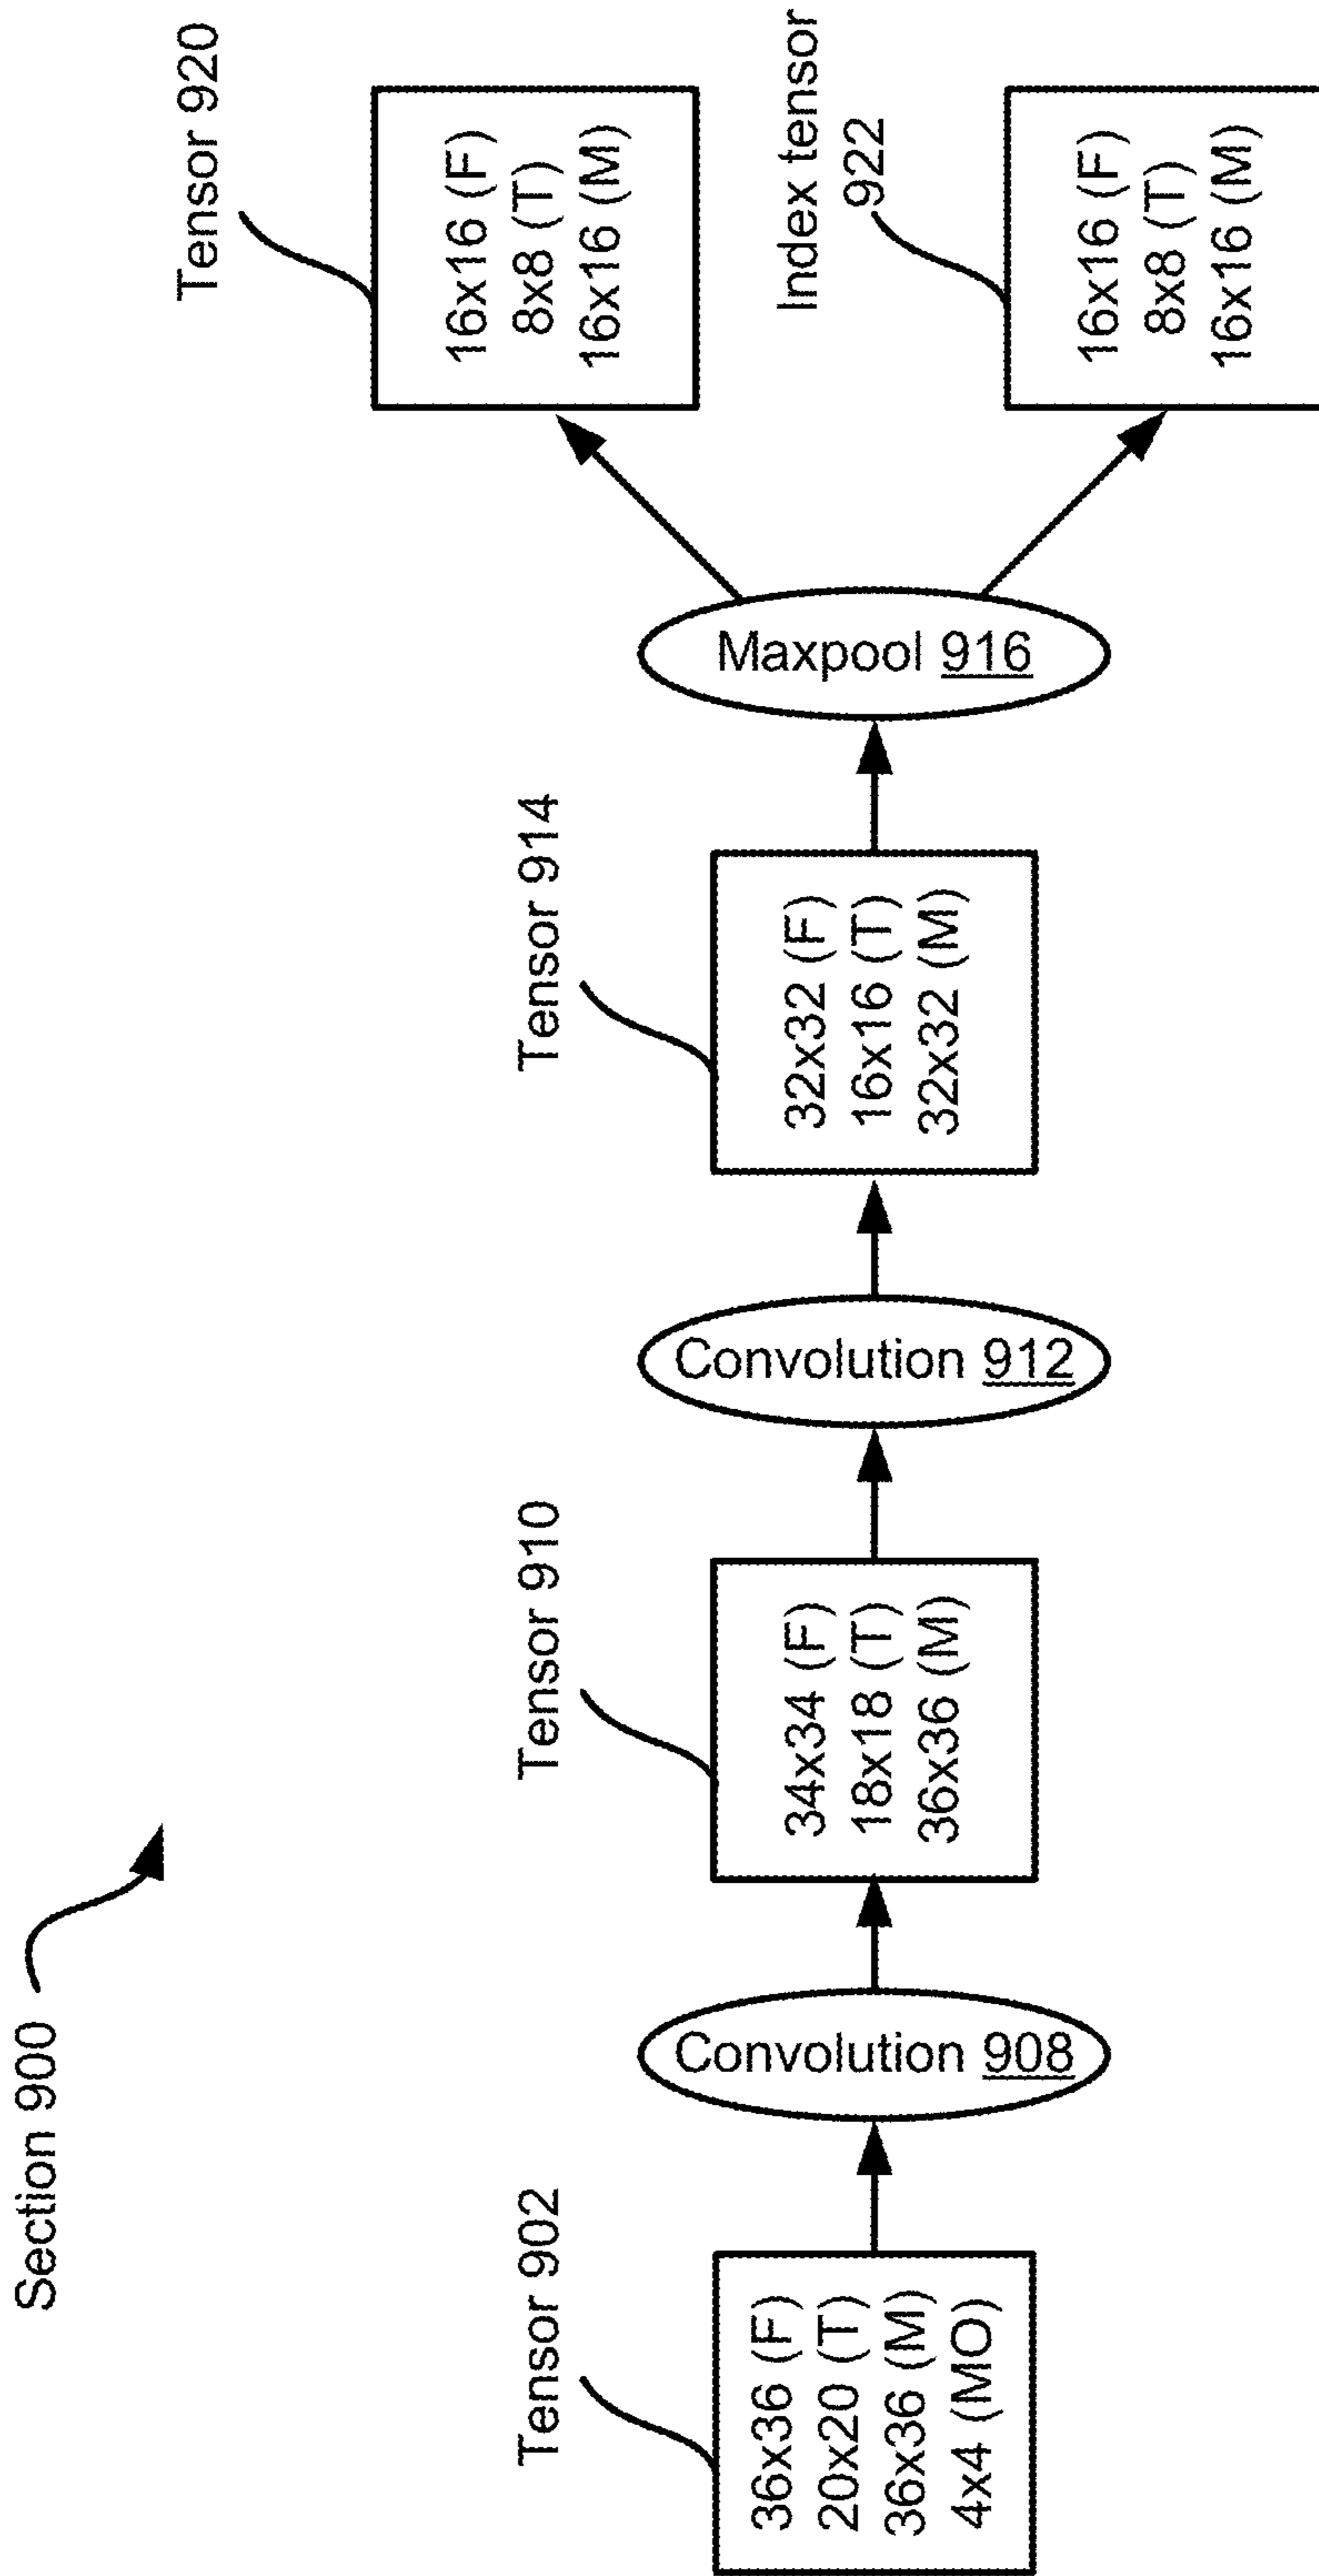 Section 900
Tensor 902
36x36 (F)
20x20 (T)
36x36 (M)
4x4 (MO)
Convolution 908
Tensor 910
34x34 (F)
18x18 (T)
36x36 (M)
Convolution 912
Tensor 914
32x32 (F)
16x16 (T)
32x32 (M)
Maxpool 916
Tensor 920
16x16 (F)
8x8 (T)
16x16 (M)
Index tensor
922
16x16 (F)
8x8 (T)
16x16 (M)